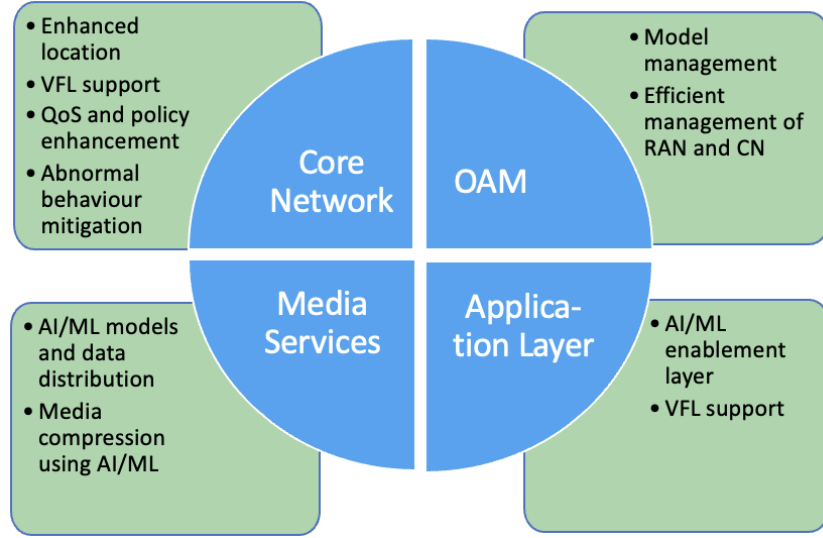 • Enhanced
location
• VFL support
• QoS and policy
enhancement
• Abnormal
behaviour
mitigation
Core
Network
• Model
management
• Efficient
management of
RAN and CN
OAM
• AI/ML models
and data
distribution
• Media
compression
using AI/ML
Media
Services
Applica-
tion Layer
• AI/ML
enablement
layer
• VFL support